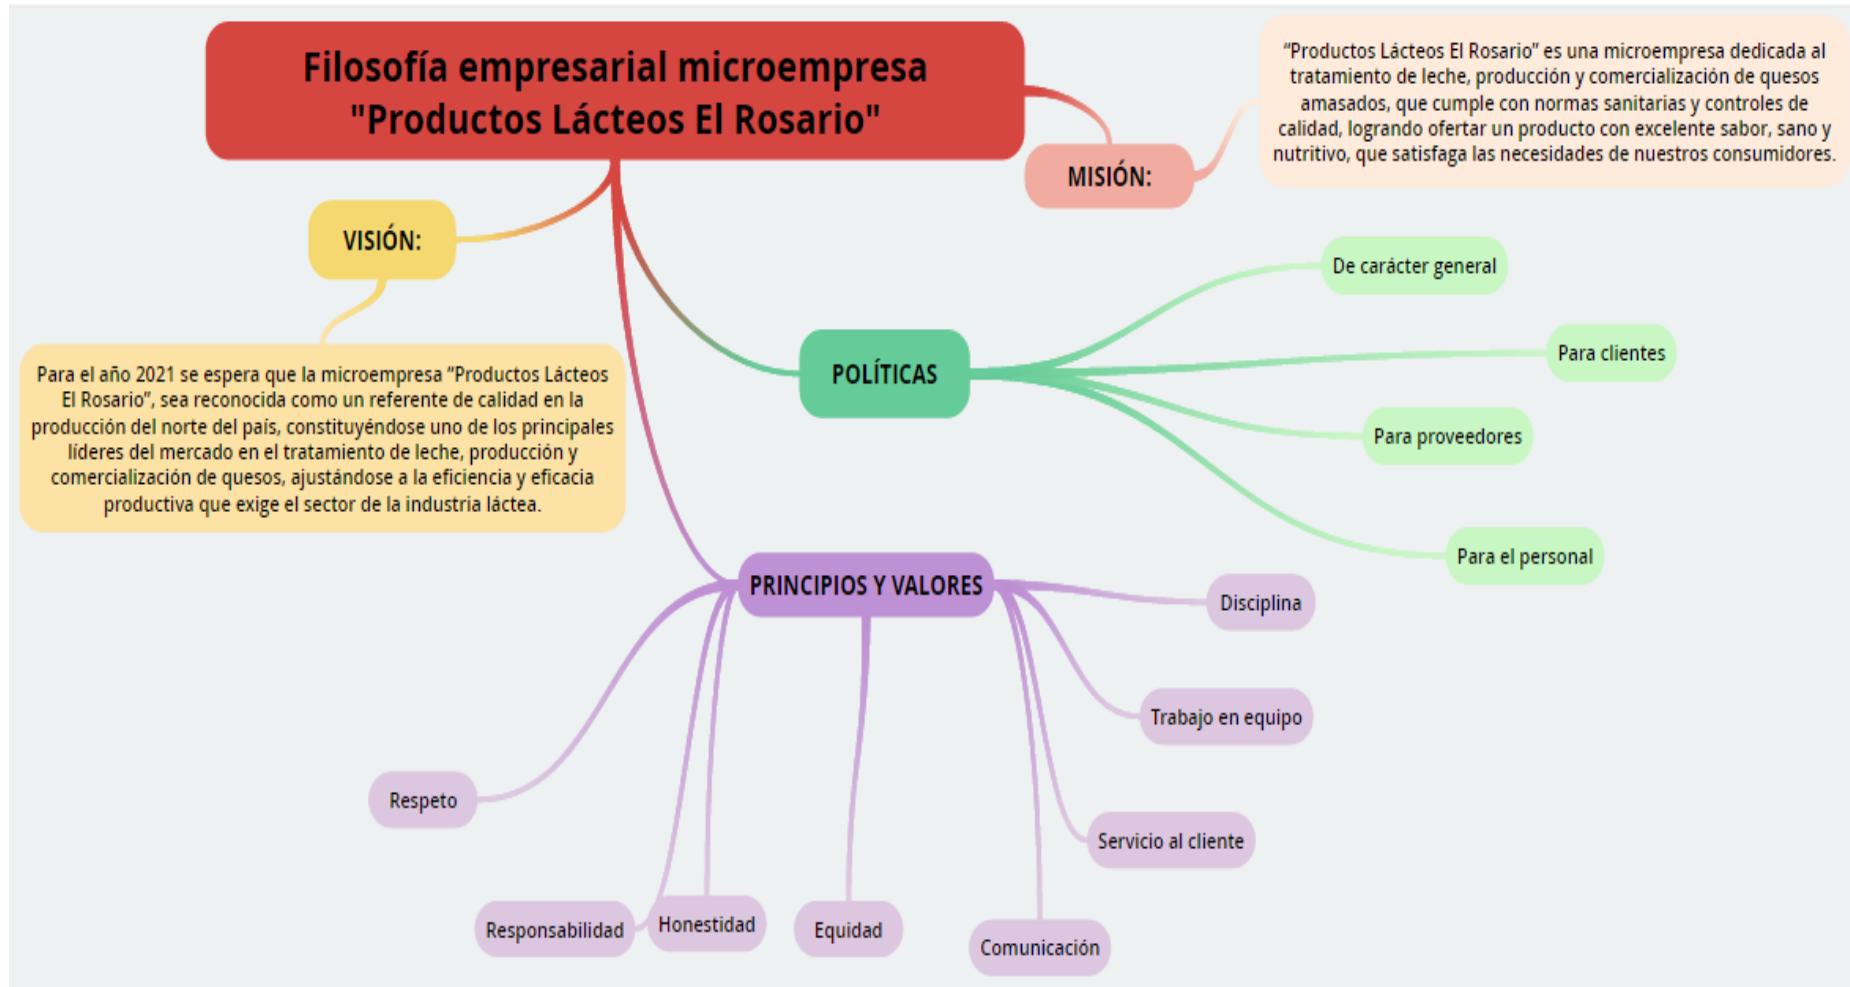 Filosofía empresarial microempresa
"Productos Lácteos El Rosario"
MISIÓN:
“Productos Lácteos El Rosario” es una microempresa dedicada al
tratamiento de leche, producción y comercialización de quesos
amasados, que cumple con normas sanitarias y controles de
calidad, logrando ofertar un producto con excelente sabor, sano y
nutritivo, que satisfaga las necesidades de nuestros consumidores.
VISIÓN:
Para el año 2021 se espera que la microempresa “Productos Lácteos
El Rosario”, sea reconocida como un referente de calidad en la
producción del norte del país, constituyéndose uno de los principales
líderes del mercado en el tratamiento de leche, producción y
comercialización de quesos, ajustándose a la eficiencia y eficacia
productiva que exige el sector de la industria láctea.
POLÍTICAS
De carácter general
Para clientes
Para proveedores
Para el personal
PRINCIPIOS Y VALORES
Disciplina
Trabajo en equipo
Servicio al cliente
Comunicación
Equidad
Honestidad
Responsabilidad
Respeto